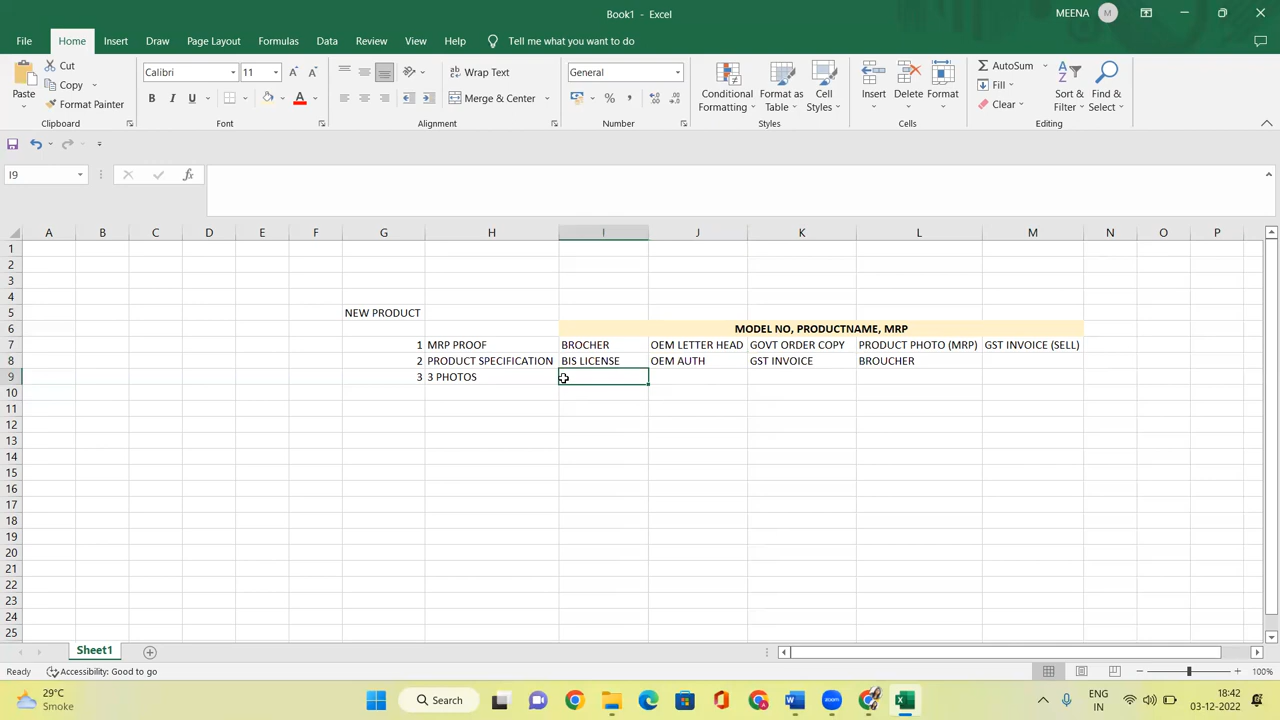 Book1 - Excel
MEENA
M
File Home Insert Draw Page Layout Formulas Data Review View Help Tell me what you want to do
Paste
Cut
Copy
Format Painter
Clipboard
Calibri 11
B I U
Font
Wrap Text
Merge & Center
Alignment
General
%
Number
Conditional Formatting
Format as Table
Cell Styles
Styles
Insert Delete Format
Cells
AutoSum
Fill
Clear
Sort & Filter
Find & Select
Editing
I9
fx
A B C D E F G H I J K L M N O P
1
2
3
4
5 NEW PRODUCT
6 MODEL NO, PRODUCTNAME, MRP
7 1 MRP PROOF BROCHER OEM LETTER HEAD GOVT ORDER COPY PRODUCT PHOTO (MRP) GST INVOICE (SELL)
8 2 PRODUCT SPECIFICATION BIS LICENSE OEM AUTH GST INVOICE BROUCHER
9 3 3 PHOTOS
10
11
12
13
14
15
16
17
18
19
20
21
22
23
24
25
Sheet1
Ready Accessibility: Good to go 100%
29°C
Smoke
Search
ENG
IN
18:42
03-12-2022